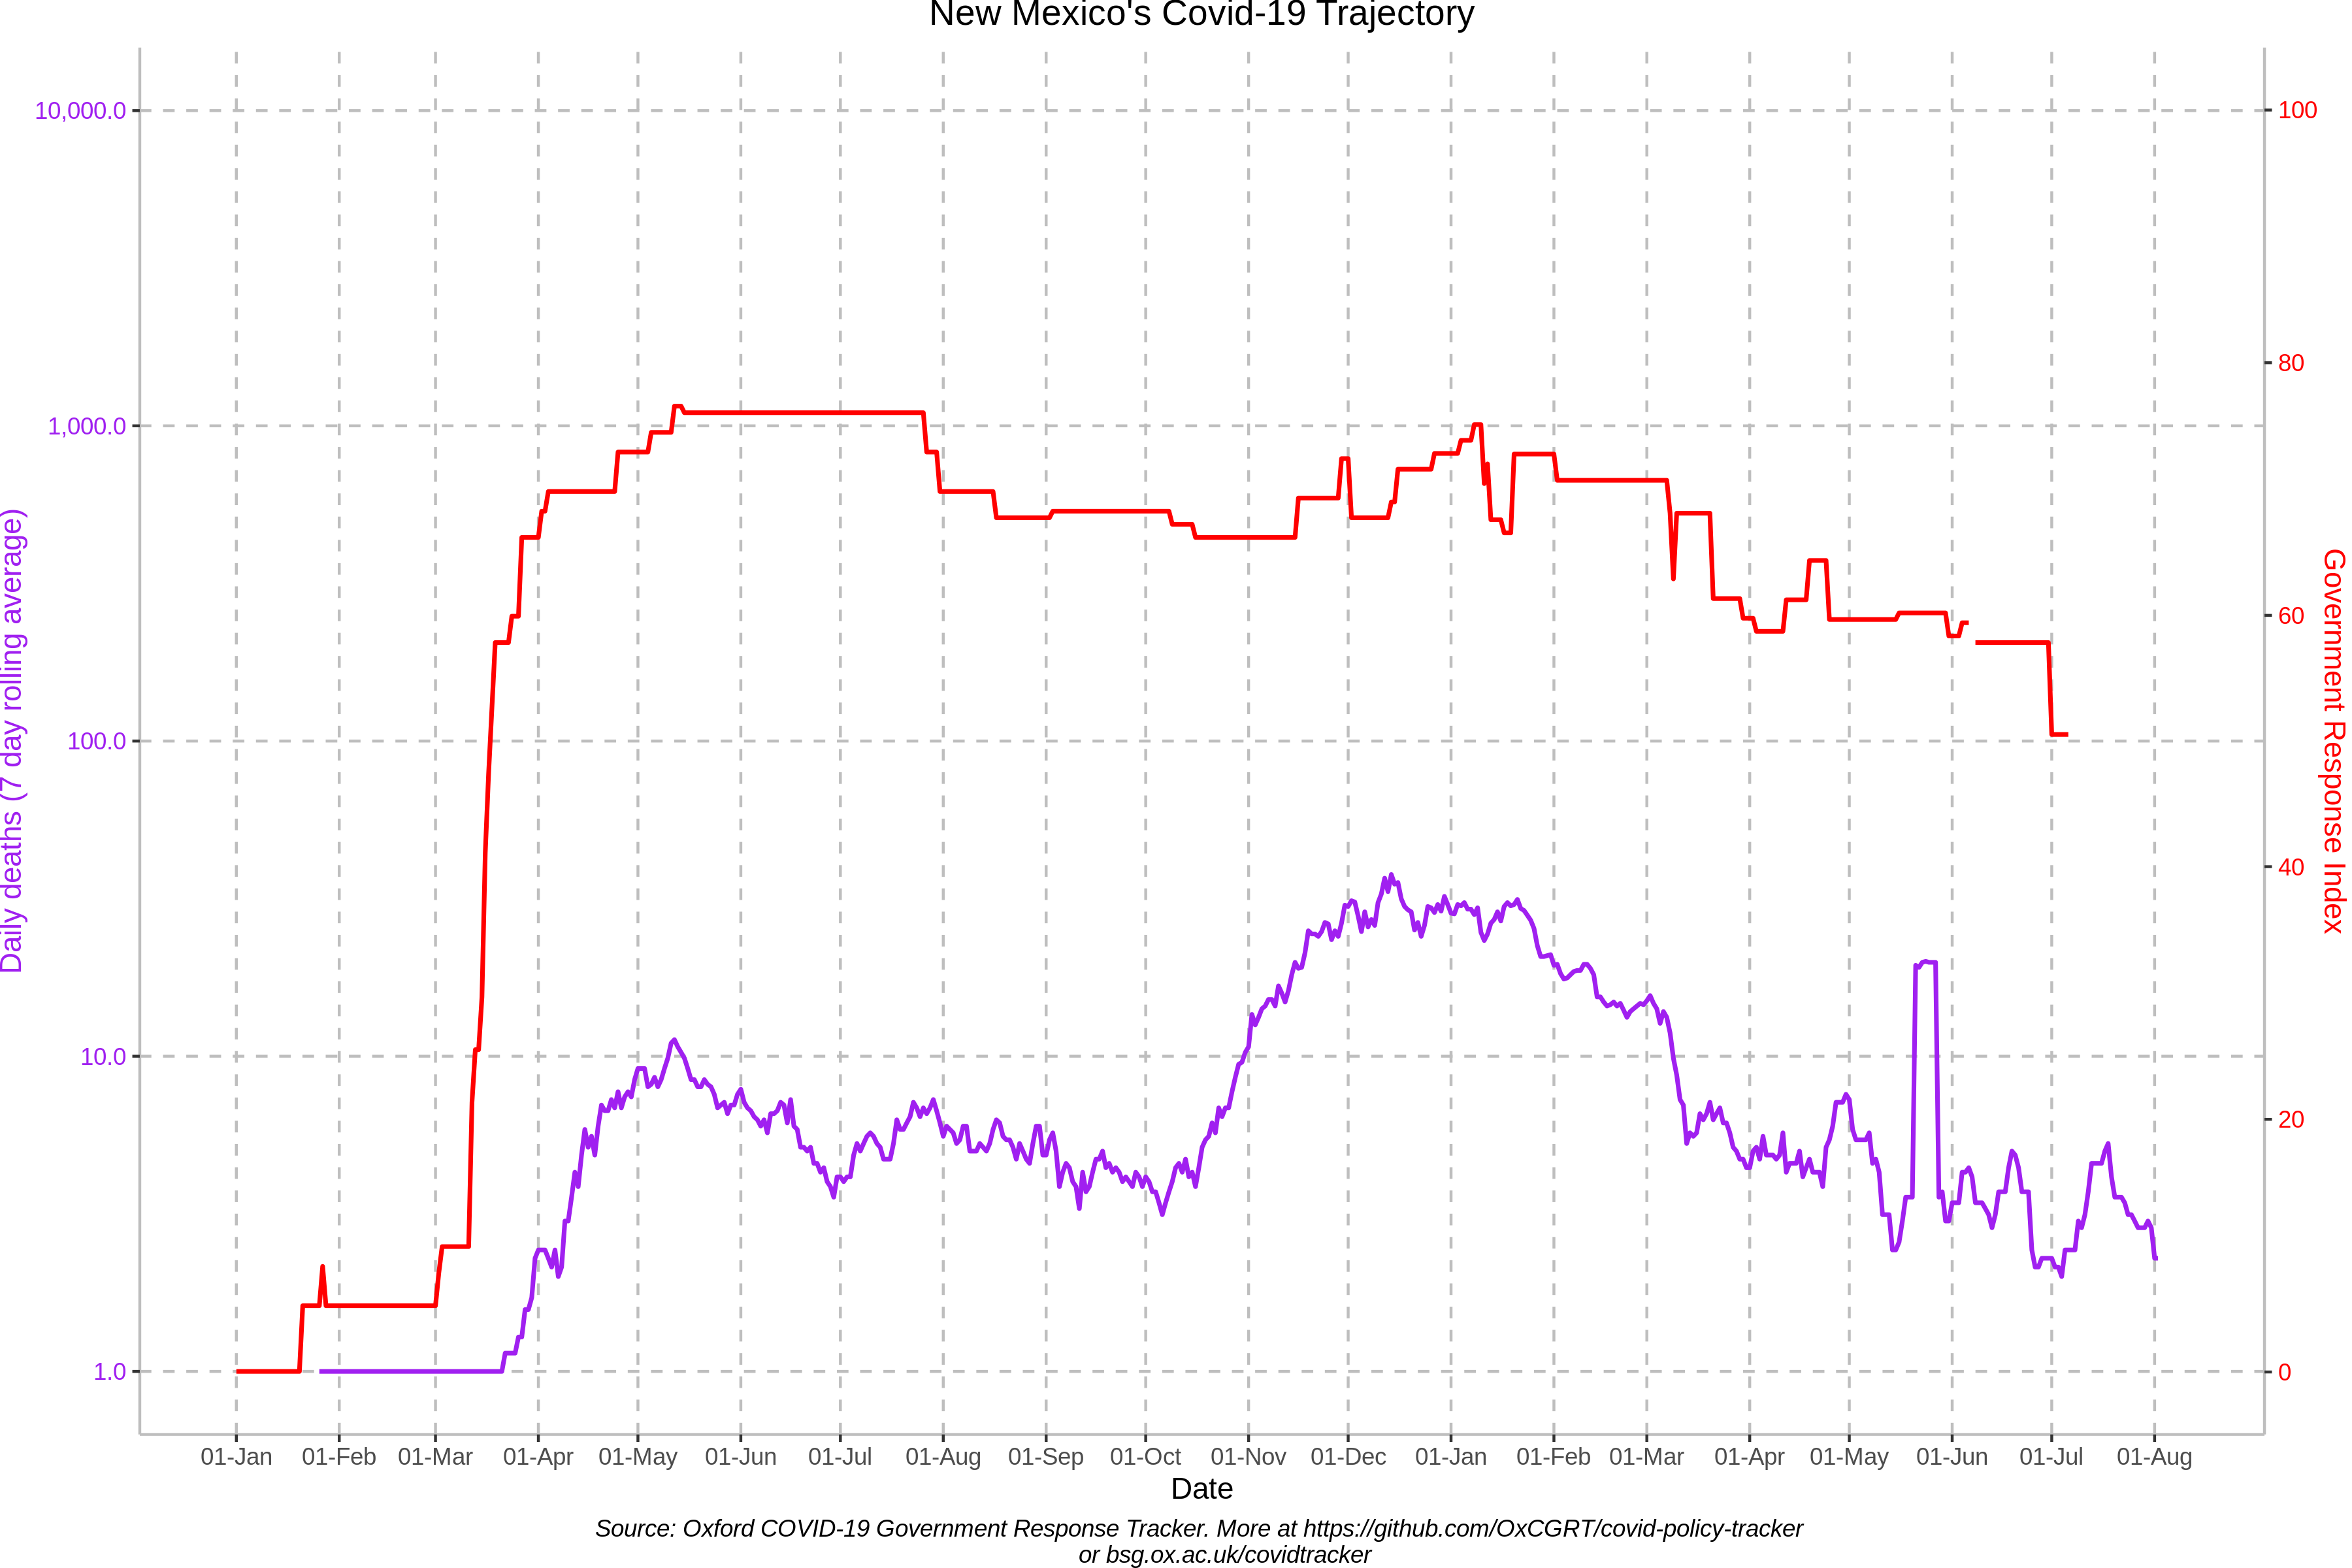 New Mexico's Covid-19 Trajectory
10,000.0
1,000.0
100.0
10.0
1.0
Daily deaths (7 day rolling average)
100
80
60
40
20
0
Government Response Index
01-Jan 01-Feb 01-Mar 01-Apr 01-May 01-Jun 01-Jul 01-Aug 01-Sep 01-Oct 01-Nov 01-Dec 01-Jan 01-Feb 01-Mar 01-Apr 01-May 01-Jun 01-Jul 01-Aug
Date
Source: Oxford COVID-19 Government Response Tracker. More at https://github.com/OxCGRT/covid-policy-tracker
or bsg.ox.ac.uk/covidtracker